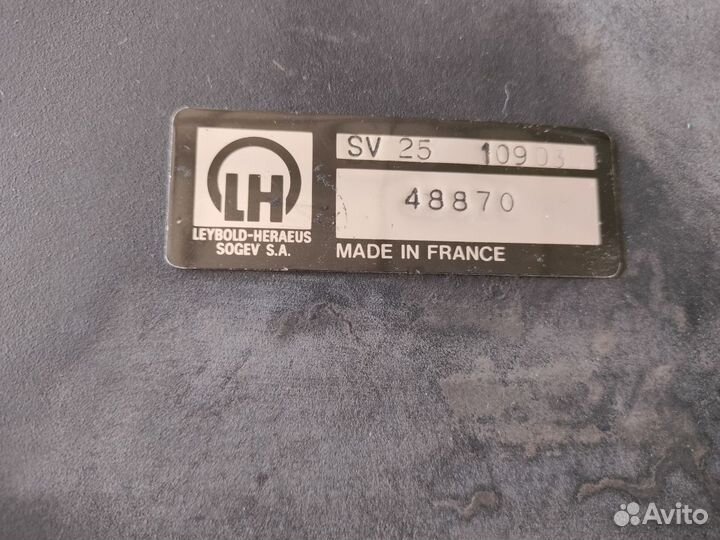 SV 25 10903
48870
LH
LEYBOLD-HERAEUS
SOGEV S.A.
MADE IN FRANCE
Avito